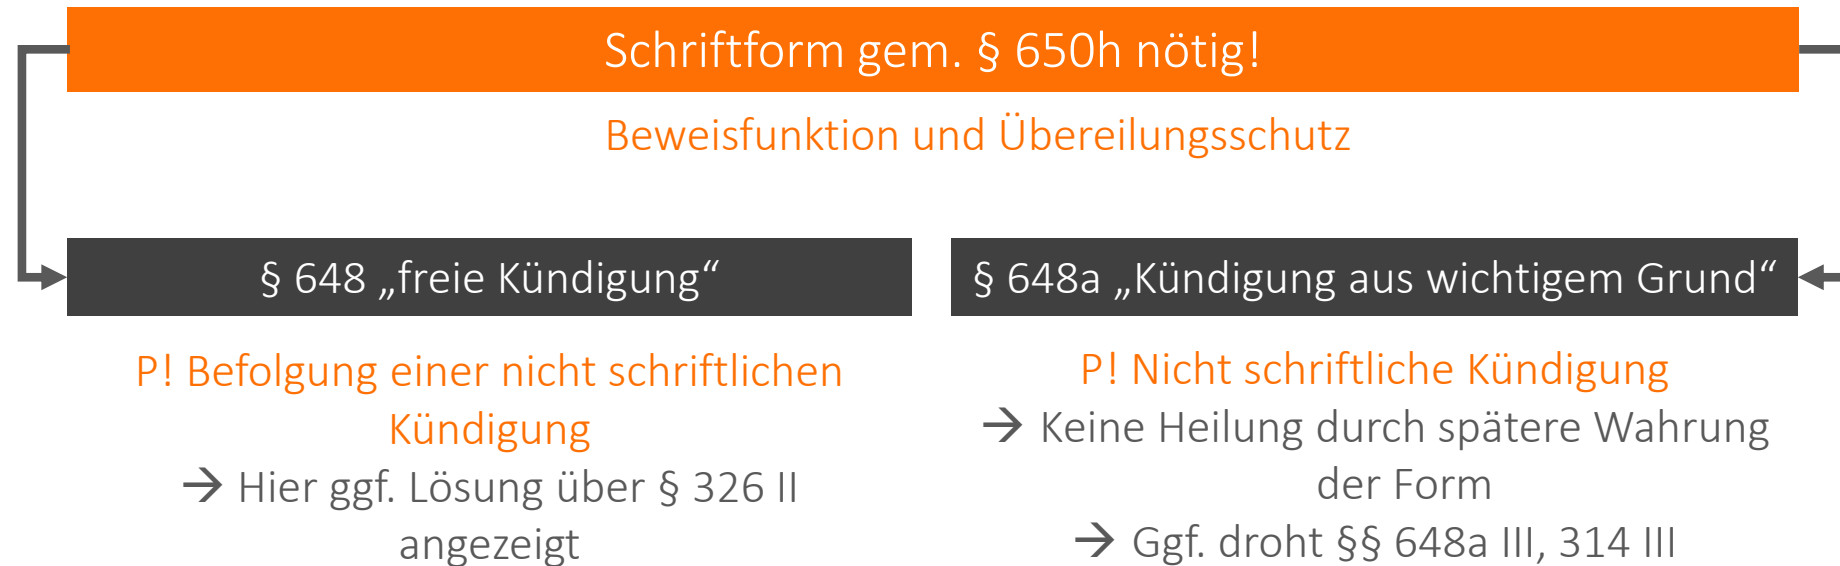 Schriftform gem. § 650h nötig!
Beweisfunktion und Übereilungsschutz
§ 648 „freie Kündigung“
P! Befolgung einer nicht schriftlichen
Kündigung
→ Hier ggf. Lösung über § 326 II
angezeigt
§ 648a „Kündigung aus wichtigem Grund“
P! Nicht schriftliche Kündigung
→ Keine Heilung durch spätere Wahrung
der Form
→ Ggf. droht §§ 648a III, 314 III